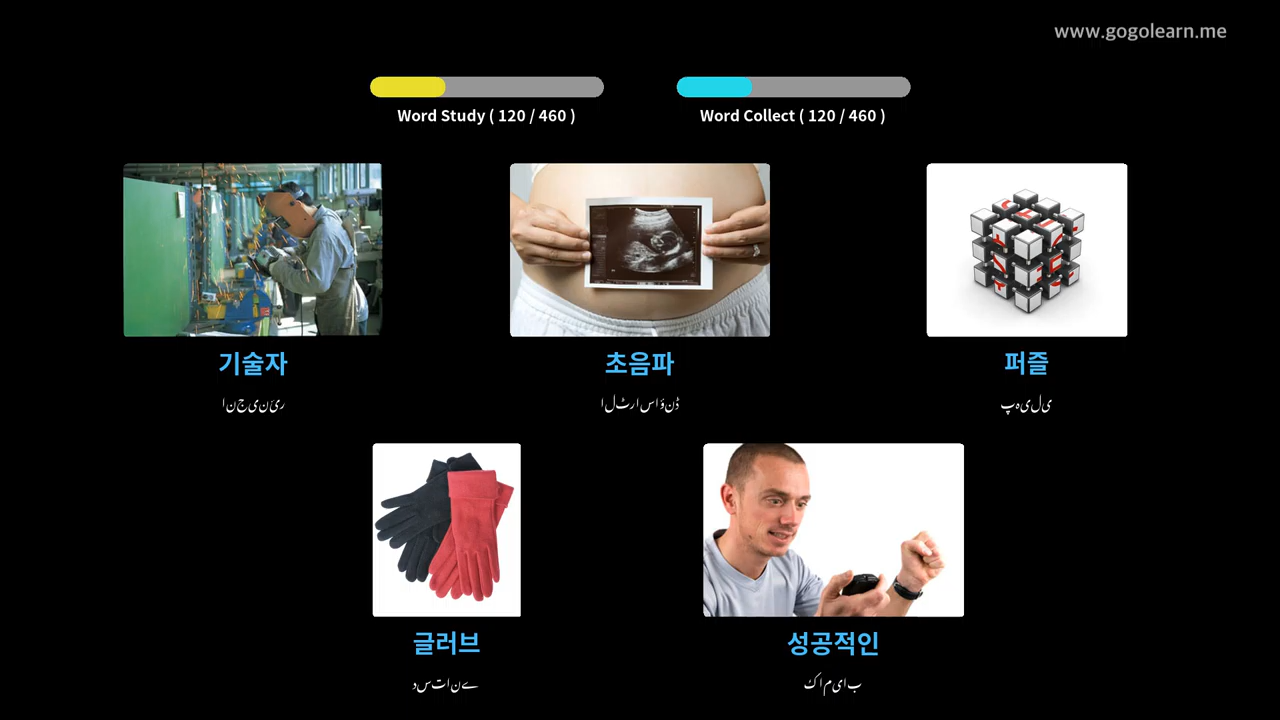 www.gogolearn.me
Word Study ( 120 / 460 )
Word Collect ( 120 / 460 )
기술자
초음파
퍼즐
انجینئر
الٹراساؤنڈ
پہیلی
글러브
성공적인
دستانے
کامیاب